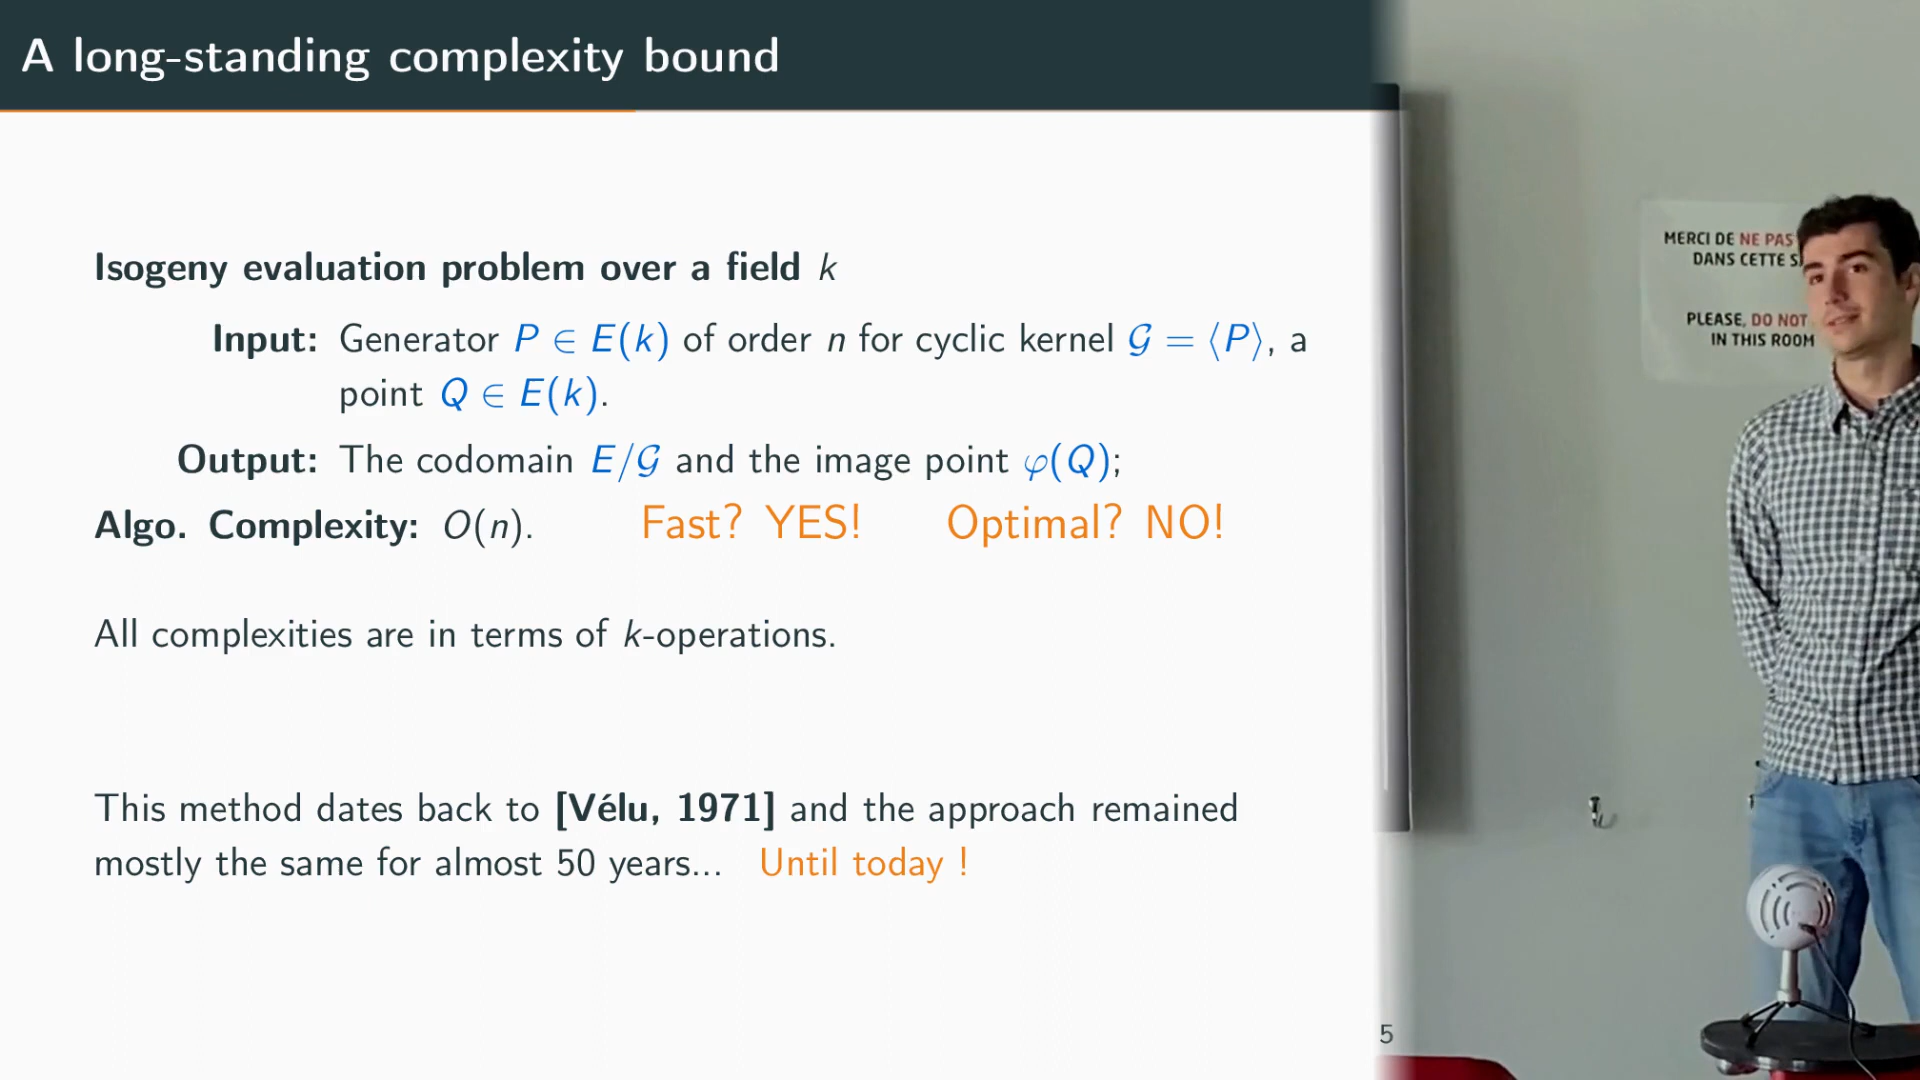 A long-standing complexity bound
Isogeny evaluation problem over a field k
Input: Generator P ∈ E(k) of order n for cyclic kernel 𝒢 = ⟨P⟩, a
point Q ∈ E(k).
Output: The codomain E/𝒢 and the image point φ(Q);
Algo. Complexity: O(n). Fast? YES! Optimal? NO!
All complexities are in terms of k-operations.
This method dates back to [Vélu, 1971] and the approach remained
mostly the same for almost 50 years... Until today !
5
MERCI DE NE PAS
DANS CETTE
PLEASE, DO NOT
IN THIS ROOM